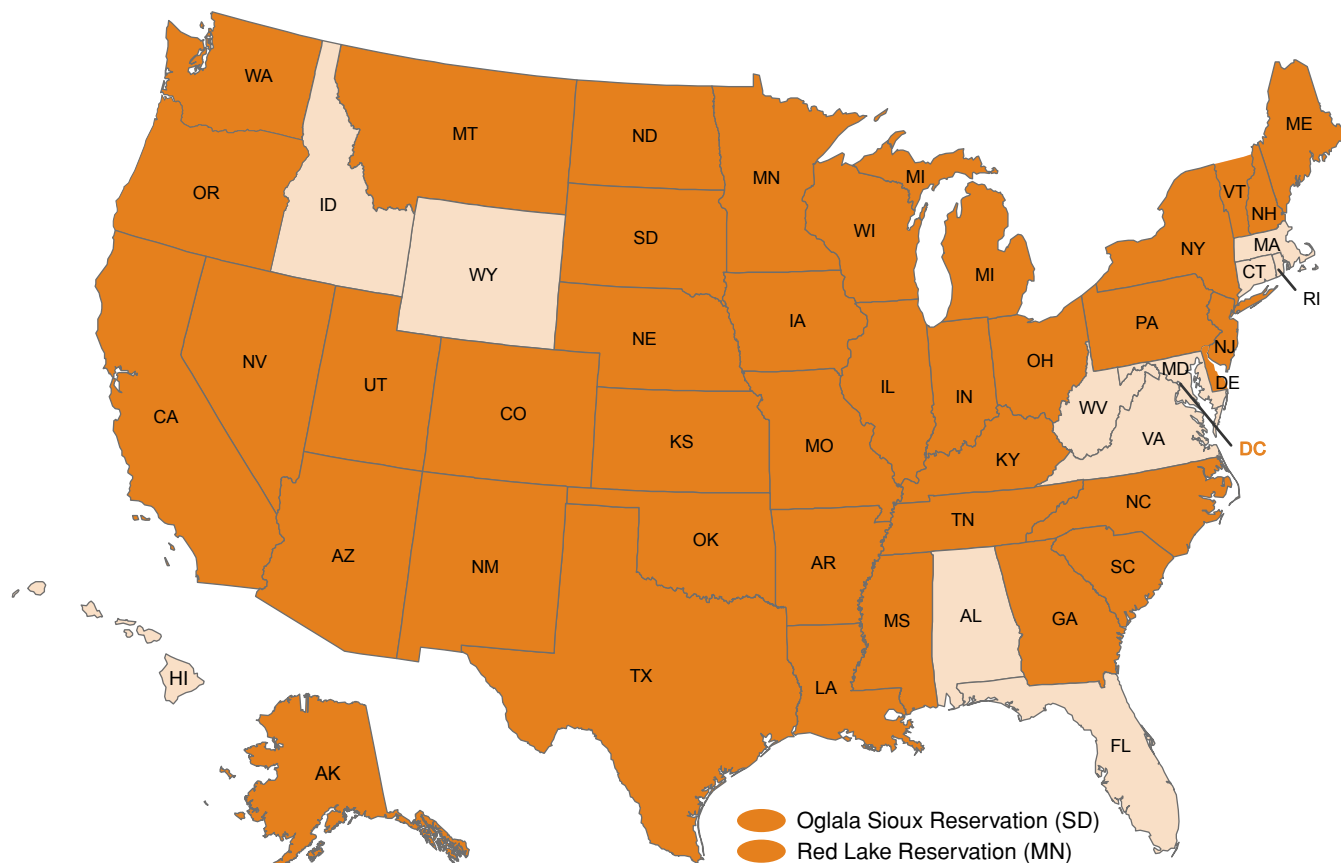 WA
MT
ND
MN
ME
OR
ID
SD
WI
MI
VT
NH
NY
MA
CT
RI
WY
MI
IA
NE
PA
NJ
NV
UT
CO
IL
IN
OH
MD
DE
CA
KS
MO
WV
VA
DC
KY
OK
TN
NC
AZ
NM
AR
SC
MS
AL
GA
HI
TX
LA
FL
AK
Oglala Sioux Reservation (SD)
Red Lake Reservation (MN)